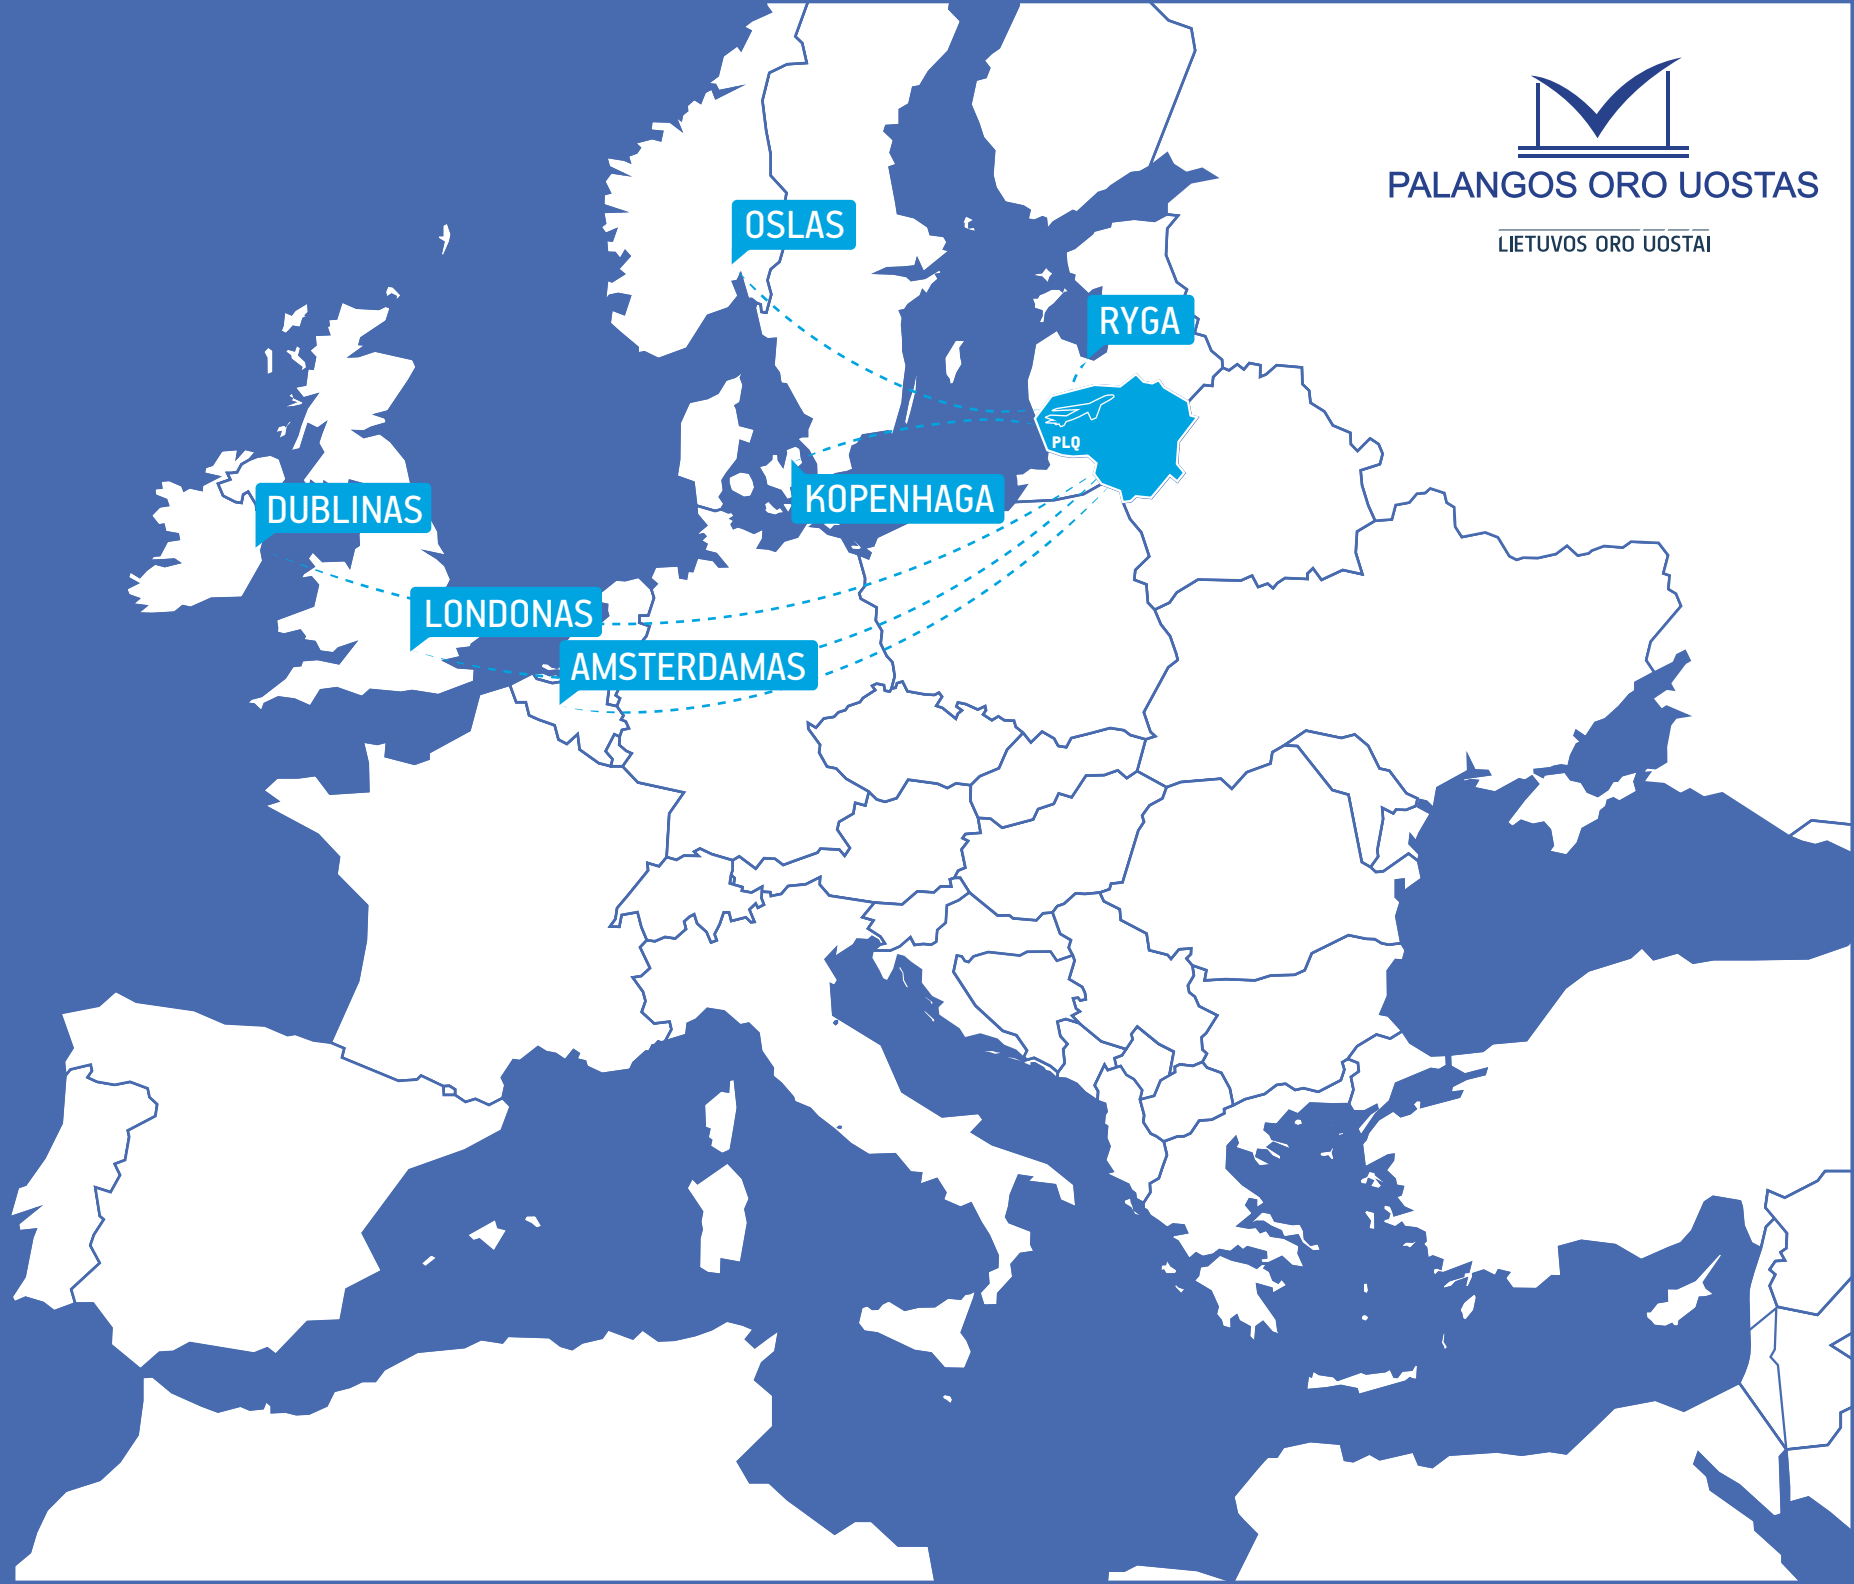 PALANGOS ORO UOSTAS
LIETUVOS ORO UOSTAI
OSLAS
RYGA
PLQ
KOPENHAGA
DUBLINAS
LONDONAS
AMSTERDAMAS